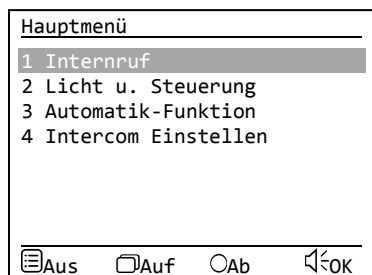 Hauptmenü
1 Internruf
2 Licht u. Steuerung
3 Automatik-Funktion
4 Intercom Einstellen
Aus Auf Ab OK